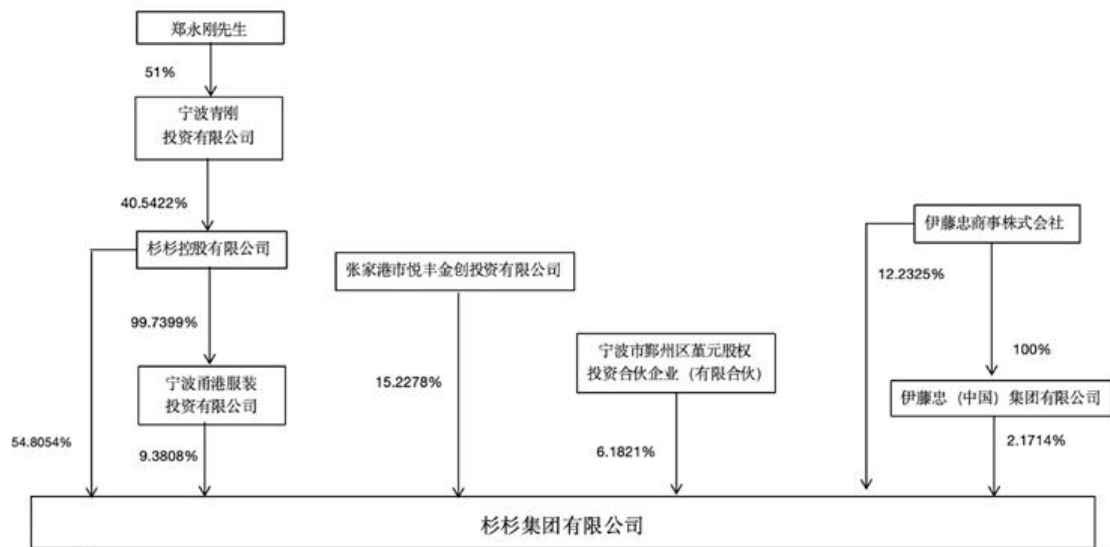 郑永刚先生
51%
宁波青刚
投资有限公司
40.5422%
杉杉控股有限公司
伊藤忠商事株式会社
张家港市悦丰金创投资有限公司
12.2325%
99.7399%
宁波市鄞州区堇元股权
投资合伙企业（有限合伙）
100%
15.2278%
宁波甬港服装
投资有限公司
伊藤忠（中国）集团有限公司
54.8054%
9.3808%
6.1821%
2.1714%
杉杉集团有限公司